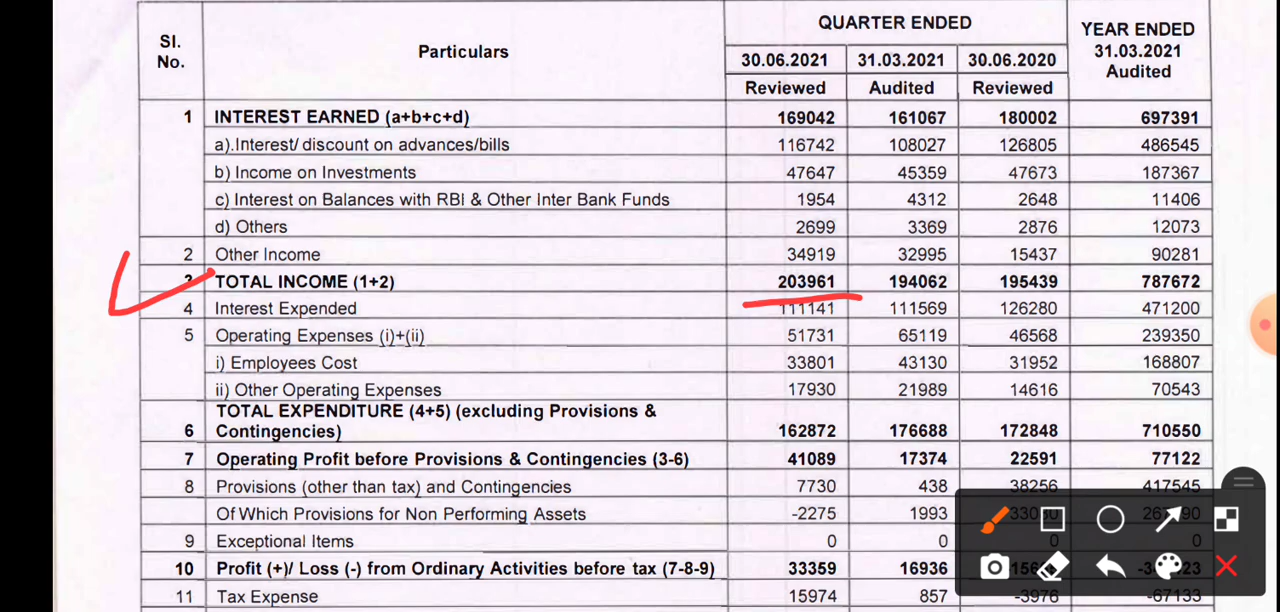 Sl. No. Particulars QUARTER ENDED YEAR ENDED 31.03.2021 Audited
30.06.2021 31.03.2021 30.06.2020
Reviewed Audited Reviewed
1 INTEREST EARNED (a+b+c+d) 169042 161067 180002 697391
a).Interest/ discount on advances/bills 116742 108027 126805 486545
b) Income on Investments 47647 45359 47673 187367
c) Interest on Balances with RBI & Other Inter Bank Funds 1954 4312 2648 11406
d) Others 2699 3369 2876 12073
2 Other Income 34919 32995 15437 90281
3 TOTAL INCOME (1+2) 203961 194062 195439 787672
4 Interest Expended 111141 111569 126280 471200
5 Operating Expenses (i)+(ii) 51731 65119 46568 239350
i) Employees Cost 33801 43130 31952 168807
ii) Other Operating Expenses 17930 21989 14616 70543
TOTAL EXPENDITURE (4+5) (excluding Provisions &
6 Contingencies) 162872 176688 172848 710550
7 Operating Profit before Provisions & Contingencies (3-6) 41089 17374 22591 77122
8 Provisions (other than tax) and Contingencies 7730 438 38256 417545
Of Which Provisions for Non Performing Assets -2275 1993
9 Exceptional Items 0 0 0 0
10 Profit (+)/ Loss (-) from Ordinary Activities before tax (7-8-9) 33359 16936
11 Tax Expense 15974 857 -3976 -67133